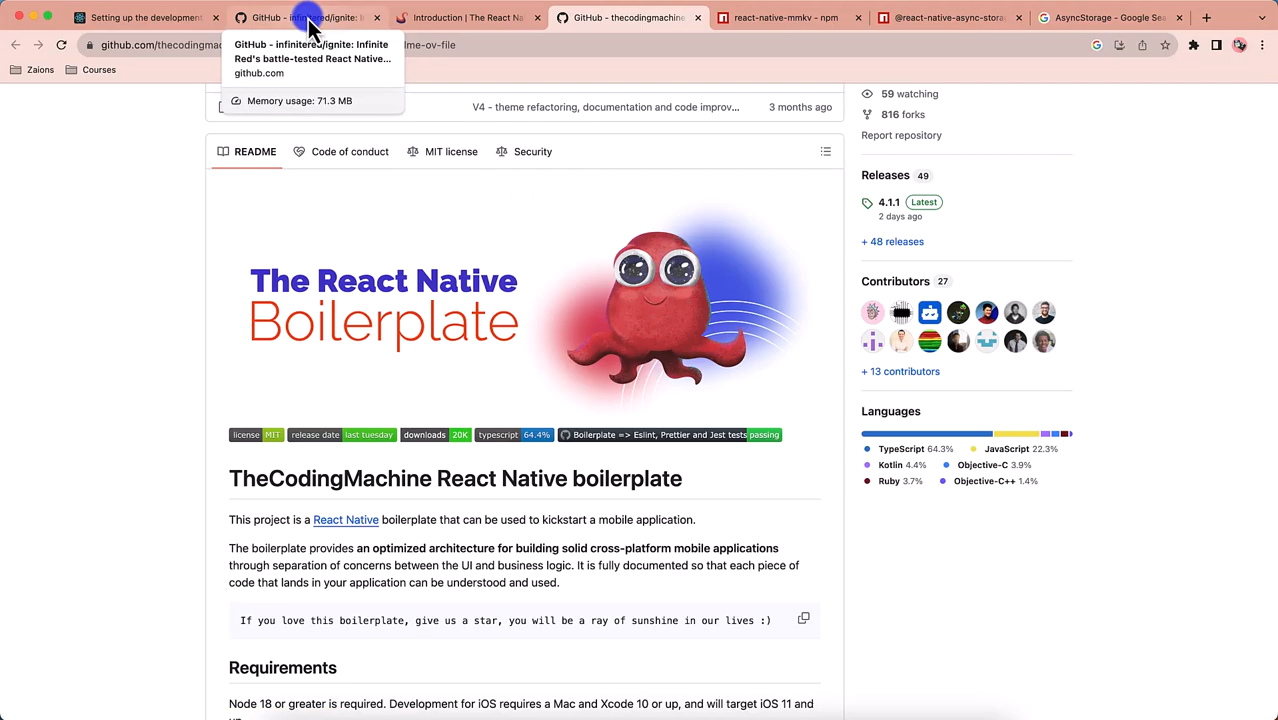 Setting up the development
GitHub - infinitered/ignite: I
Introduction | The React Na
GitHub - thecodingmachine
react-native-mmkv - npm
@react-native-async-storag
AsyncStorage - Google Sea
github.com/thecodingma
me-ov-file
Zaions
Courses
GitHub - infinitered/ignite: Infinite
Red's battle-tested React Native...
github.com
Memory usage: 71.3 MB
V4 - theme refactoring, documentation and code improv...
3 months ago
59 watching
816 forks
Report repository
README
Code of conduct
MIT license
Security
Releases 49
4.1.1 Latest
2 days ago
+ 48 releases
The React Native
Boilerplate
Contributors 27
+ 13 contributors
Languages
TypeScript 64.3%
JavaScript 22.3%
Kotlin 4.4%
Objective-C 3.9%
Ruby 3.7%
Objective-C++ 1.4%
license MIT
release date last tuesday
downloads 20K
typescript 64.4%
Boilerplate => Eslint, Prettier and Jest tests passing
TheCodingMachine React Native boilerplate
This project is a React Native boilerplate that can be used to kickstart a mobile application.
The boilerplate provides an optimized architecture for building solid cross-platform mobile applications
through separation of concerns between the UI and business logic. It is fully documented so that each piece of
code that lands in your application can be understood and used.
If you love this boilerplate, give us a star, you will be a ray of sunshine in our lives :)
Requirements
Node 18 or greater is required. Development for iOS requires a Mac and Xcode 10 or up, and will target iOS 11 and
up.